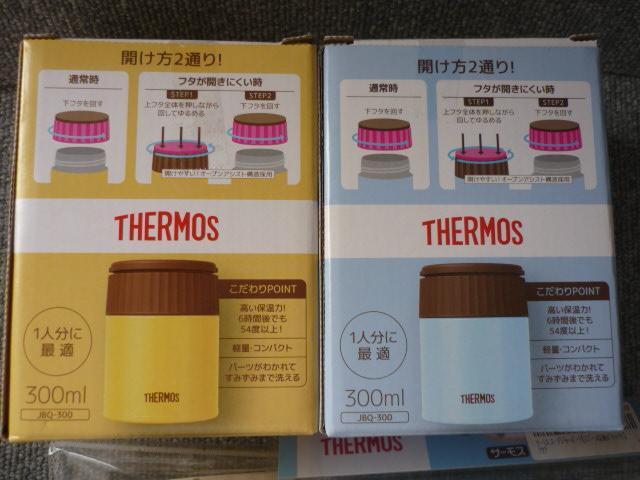 開け方2通り!
通常時
下フタを回す
フタが開きにくい時
STEP1
上フタ全体を押しながら
回してゆるめる
STEP2
下フタを回す
開けやすい!オープンアシスト構造採用
THERMOS
こだわりPOINT
高い保温力!
6時間後でも
54度以上!
軽量・コンパクト
パーツがわかれて
すみずみまで洗える
1人分に
最適
300ml
JBQ-300
THERMOS
開け方2通り!
通常時
下フタを回す
フタが開きにくい時
STEP1
上フタ全体を押しながら
回してゆるめる
STEP2
下フタを回す
開けやすい!オープンアシスト構造採用
THERMOS
こだわりPOINT
高い保温力!
6時間後でも
54度以上!
軽量・コンパクト
パーツがわかれて
すみずみまで洗える
1人分に
最適
300ml
JBQ-300
THERMOS
THERMOS
サーモス